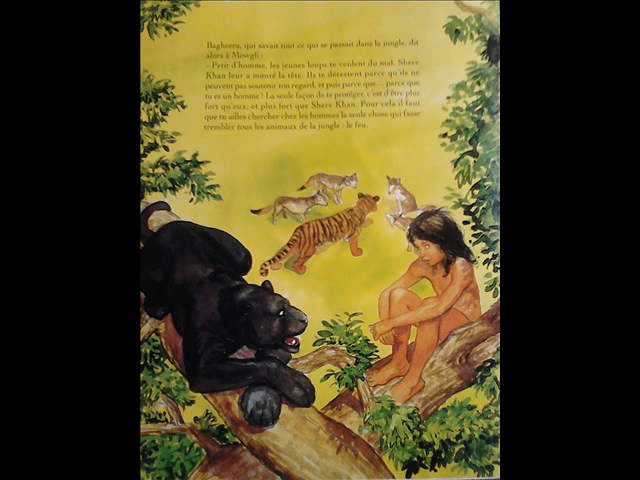 Bagheera, qui savait tout ce qui se passait dans la jungle, dit
alors à Mowgli :
– Petit d'homme, les jeunes loups te veulent du mal. Shere
Khan leur a monté la tête. Ils te détestent parce qu'ils ne
peuvent pas soutenir ton regard, et puis parce que... parce que
tu es un homme ! La seule façon de te protéger, c'est d'être plus
fort qu'eux, et plus fort que Shere Khan. Pour cela il faut
que tu ailles chercher chez les hommes la seule chose qui fasse
trembler tous les animaux de la jungle : le feu.